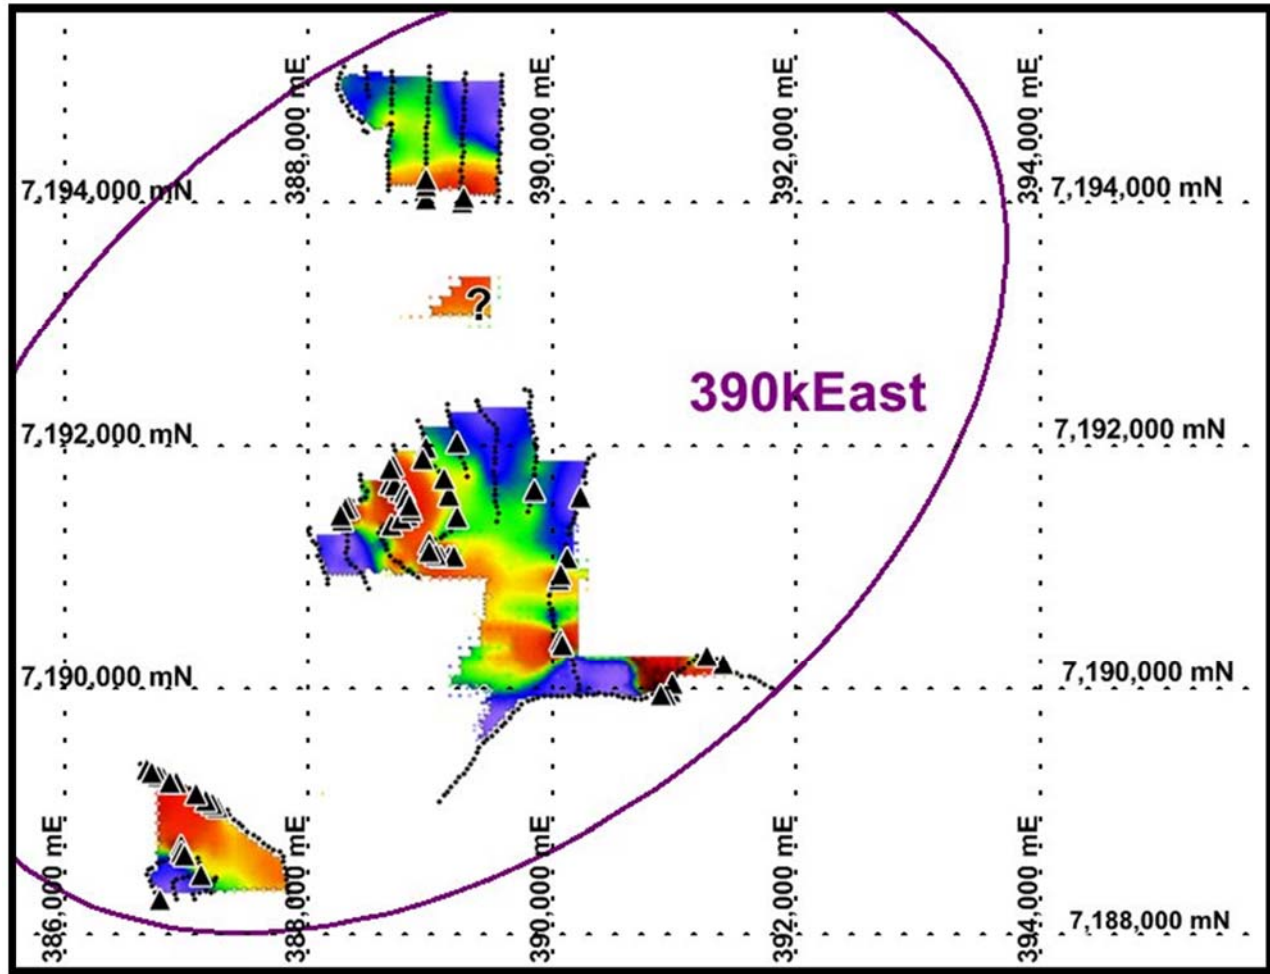 388,000 mE
390,000 mE
392,000 mE
394,000 mE
7,194,000 mN
7,194,000 mN
?
390kEast
7,192,000 mN
7,192,000 mN
7,190,000 mN
7,190,000 mN
386,000 mE
388,000 mE
390,000 mE
392,000 mE
394,000 mE
7,188,000 mN